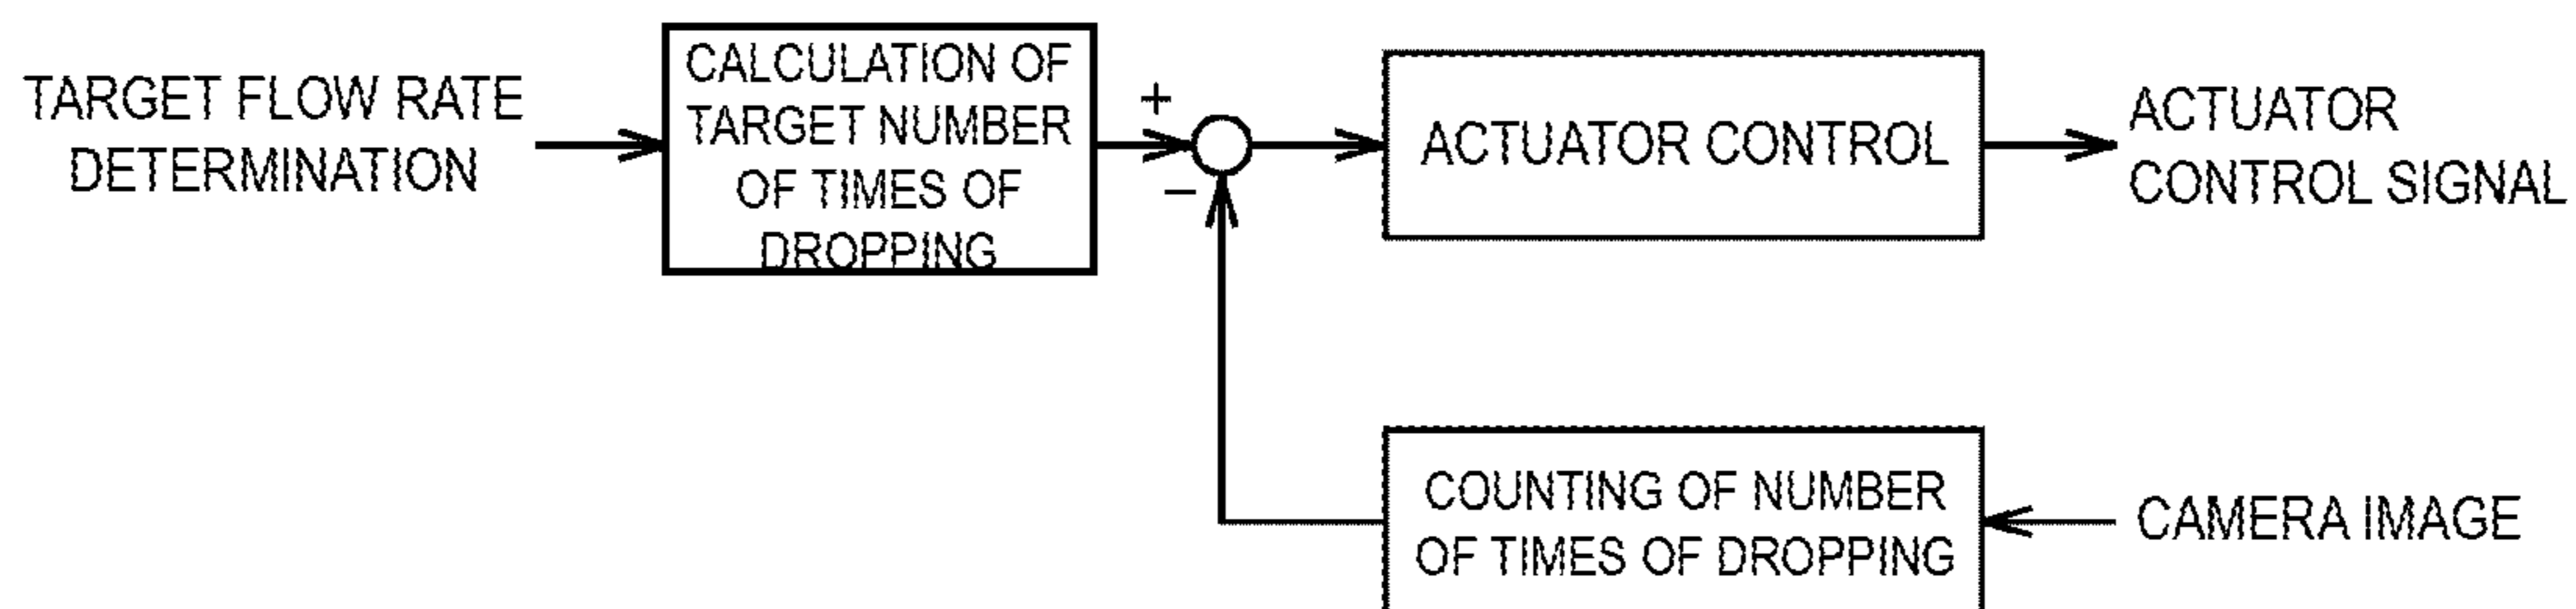 TARGET FLOW RATE
DETERMINATION
CALCULATION OF
TARGET NUMBER
OF TIMES OF
DROPPING
+
−
ACTUATOR CONTROL
ACTUATOR
CONTROL SIGNAL
COUNTING OF NUMBER
OF TIMES OF DROPPING
CAMERA IMAGE